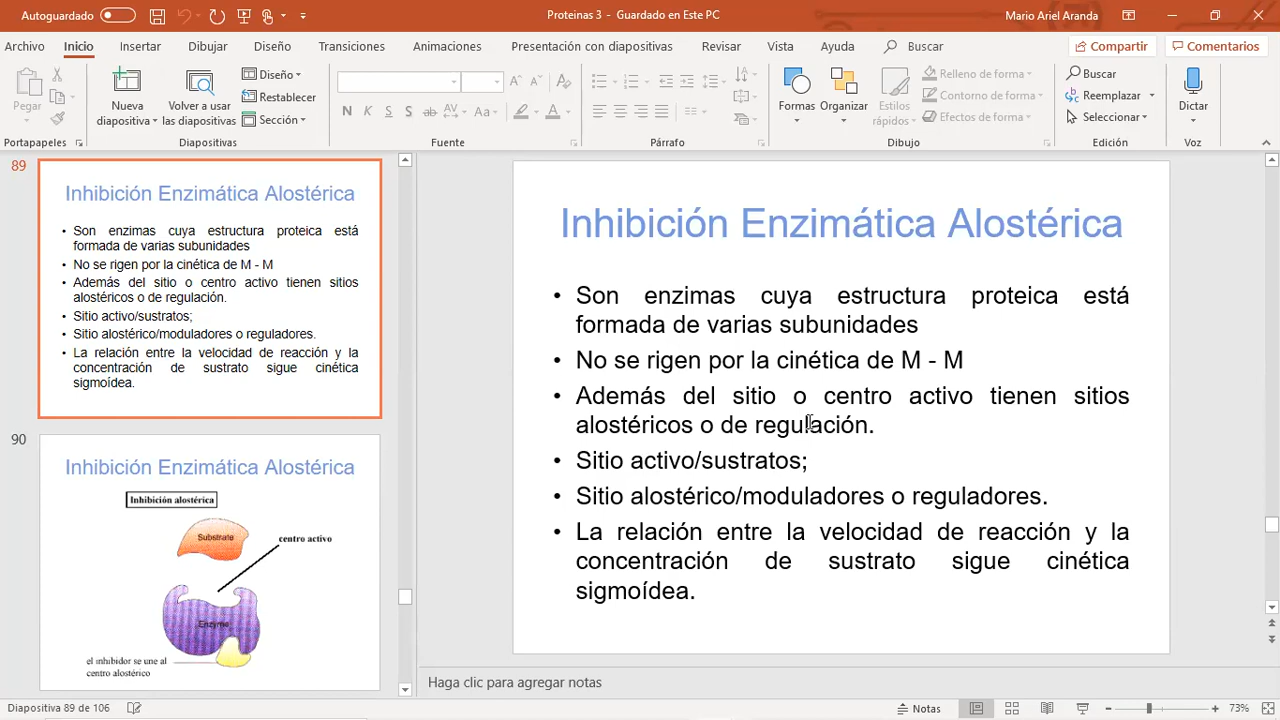 Autoguardado
Proteinas 3 - Guardado en Este PC
Mario Ariel Aranda
Archivo Inicio Insertar Dibujar Diseño Transiciones Animaciones Presentación con diapositivas Revisar Vista Ayuda Buscar Compartir Comentarios
Pegar
Nueva
diapositiva
Volver a usar
las diapositivas
Diseño
Restablecer
Sección
N K S ab AV Aa A
Formas
Organizar
Estilos
rápidos
Relleno de forma
Contorno de forma
Efectos de forma
Buscar
Reemplazar
Seleccionar
Dictar
Portapapeles Diapositivas Fuente Párrafo Dibujo Edición Voz
89
Inhibición Enzimática Alostérica
• Son enzimas cuya estructura proteica está
formada de varias subunidades
• No se rigen por la cinética de M - M
• Además del sitio o centro activo tienen sitios
alostéricos o de regulación.
• Sitio activo/sustratos;
• Sitio alostérico/moduladores o reguladores.
• La relación entre la velocidad de reacción y la
concentración de sustrato sigue cinética
sigmoídea.
90
Inhibición Enzimática Alostérica
Inhibición alostérica
Substrate
centro activo
Enzyme
el inhibidor se une al
centro alostérico
Inhibición Enzimática Alostérica
• Son enzimas cuya estructura proteica está
formada de varias subunidades
• No se rigen por la cinética de M - M
• Además del sitio o centro activo tienen sitios
alostéricos o de regulación.
• Sitio activo/sustratos;
• Sitio alostérico/moduladores o reguladores.
• La relación entre la velocidad de reacción y la
concentración de sustrato sigue cinética
sigmoídea.
Haga clic para agregar notas
Diapositiva 89 de 106
Notas
73%